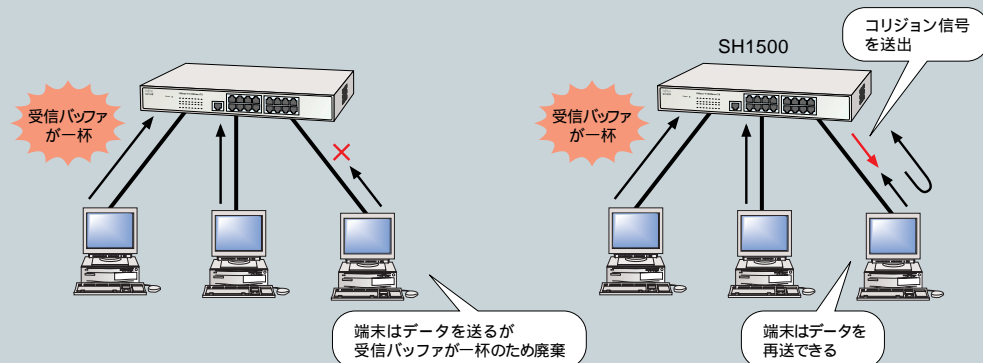 受信バッファ
が一杯
端末はデータを送るが
受信バッファが一杯のため廃棄
SH1500
コリジョン信号
を送出
受信バッファ
が一杯
端末はデータを
再送できる